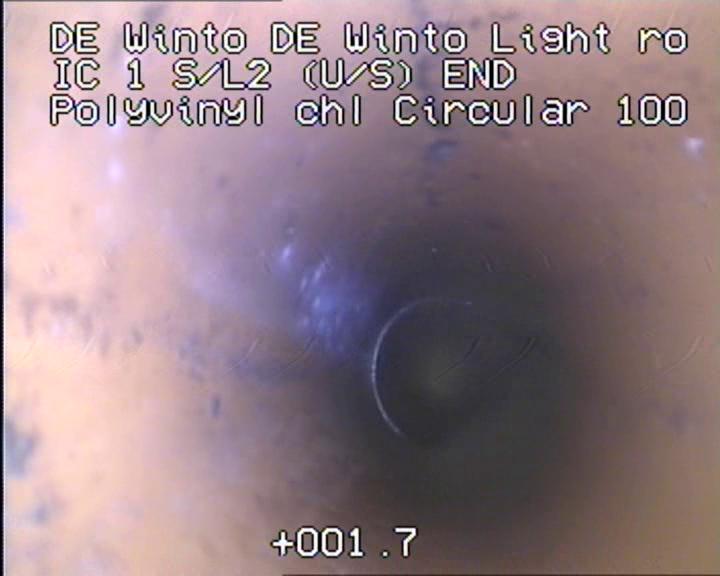 DE Winto DE Winto Light ro
IC 1 S/L2 (U/S) END
Polyvinyl chl Circular 100
+001.7